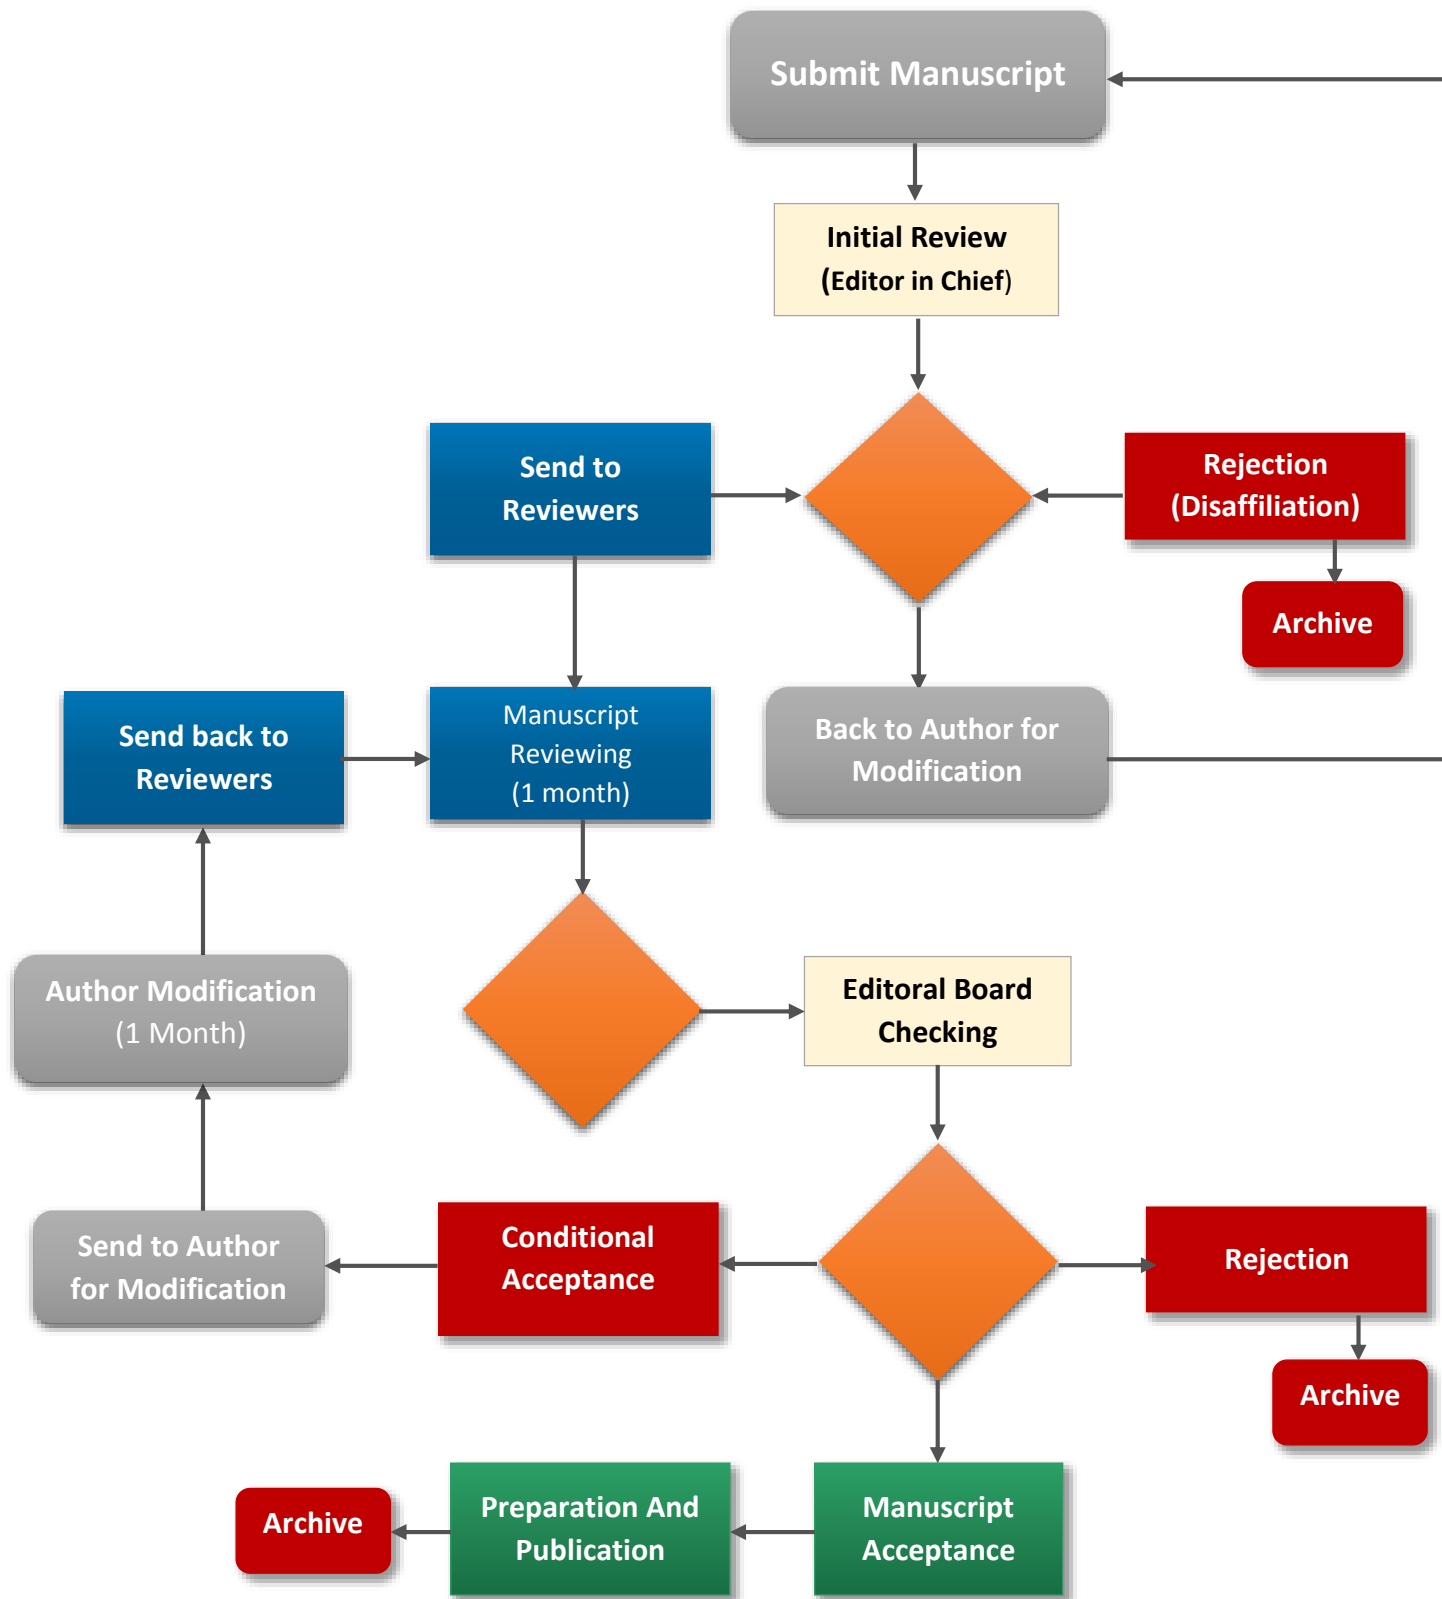 Submit Manuscript
Initial Review
(Editor in Chief)
Send to
Reviewers
Rejection
(Disaffiliation)
Archive
Send back to
Reviewers
Manuscript
Reviewing
(1 month)
Back to Author for
Modification
Author Modification
(1 Month)
Editoral Board
Checking
Send to Author
for Modification
Conditional
Acceptance
Rejection
Archive
Archive
Preparation And
Publication
Manuscript
Acceptance